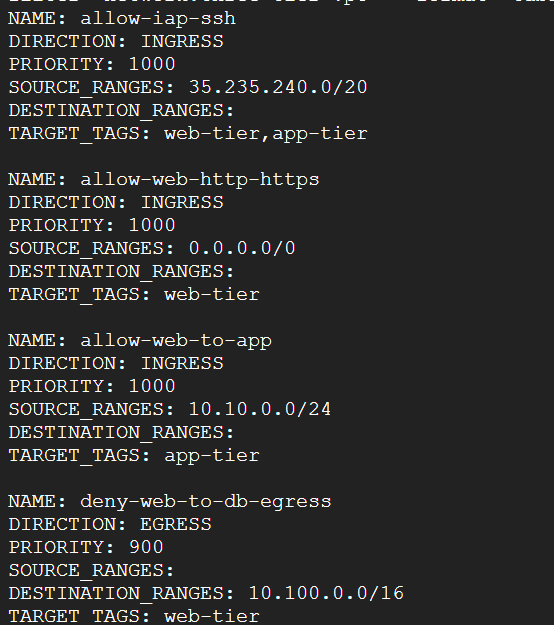 NAME: allow-iap-ssh
DIRECTION: INGRESS
PRIORITY: 1000
SOURCE_RANGES: 35.235.240.0/20
DESTINATION_RANGES:
TARGET_TAGS: web-tier,app-tier
NAME: allow-web-http-https
DIRECTION: INGRESS
PRIORITY: 1000
SOURCE_RANGES: 0.0.0.0/0
DESTINATION_RANGES:
TARGET_TAGS: web-tier
NAME: allow-web-to-app
DIRECTION: INGRESS
PRIORITY: 1000
SOURCE_RANGES: 10.10.0.0/24
DESTINATION_RANGES:
TARGET_TAGS: app-tier
NAME: deny-web-to-db-egress
DIRECTION: EGRESS
PRIORITY: 900
SOURCE_RANGES:
DESTINATION_RANGES: 10.100.0.0/16
TARGET_TAGS: web-tier